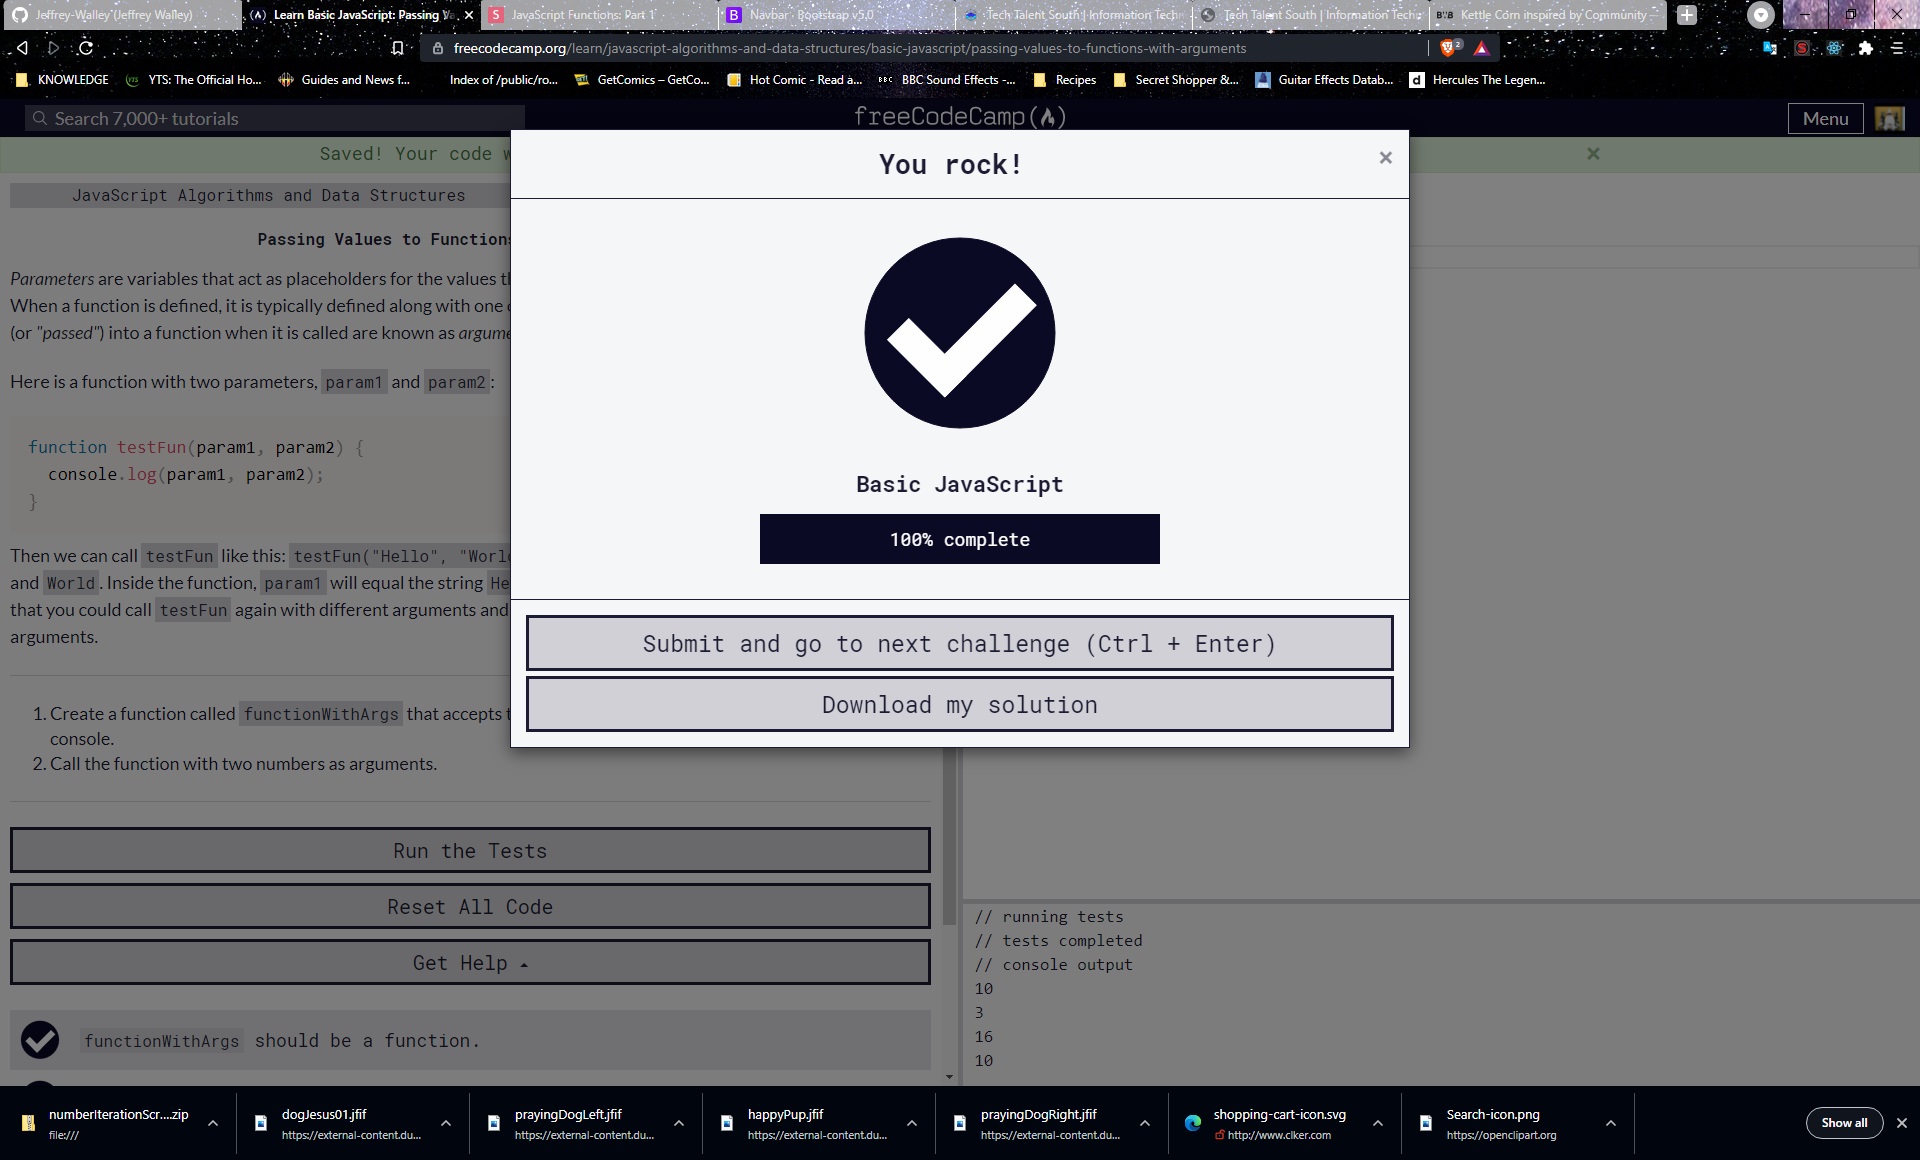 Jeffrey-Walley (Jeffrey Walley)
Learn Basic JavaScript: Passing Va
JavaScript Functions: Part 1
Navbar · Bootstrap v5.0
Tech Talent South | Information Tech
Tech Talent South | Information Tech
Kettle Corn inspired by Community -
freecodecamp.org/learn/javascript-algorithms-and-data-structures/basic-javascript/passing-values-to-functions-with-arguments
2
KNOWLEDGE
YTS: The Official Ho...
Guides and News f...
Index of /public/ro...
GetComics – GetCo...
Hot Comic - Read a...
BBC Sound Effects -...
Recipes
Secret Shopper &...
Guitar Effects Datab...
Hercules The Legen...
Search 7,000+ tutorials
freeCodeCamp
Menu
Saved! Your code
JavaScript Algorithms and Data Structures
Passing Values to Functions
Parameters are variables that act as placeholders for the values
When a function is defined, it is typically defined along with one
(or "passed") into a function when it is called are known as
Here is a function with two parameters, param1 and param2:
function testFun(param1, param2) {
console.log(param1, param2);
}
Then we can call testFun like this: testFun("Hello", "World
and World. Inside the function, param1 will equal the string He
that you could call testFun again with different arguments and
arguments.
1. Create a function called functionWithArgs that accepts
console.
2. Call the function with two numbers as arguments.
Run the Tests
Reset All Code
Get Help
functionWithArgs should be a function.
You rock!
×
Basic JavaScript
100% complete
Submit and go to next challenge (Ctrl + Enter)
Download my solution
// running tests
// tests completed
// console output
10
3
16
10
numberIterationScr....zip
file:///
dogJesus01.jfif
https://external-content.du...
prayingDogLeft.jfif
https://external-content.du...
happyPup.jfif
https://external-content.du...
prayingDogRight.jfif
https://external-content.du...
shopping-cart-icon.svg
http://www.clker.com
Search-icon.png
https://openclipart.org
Show all